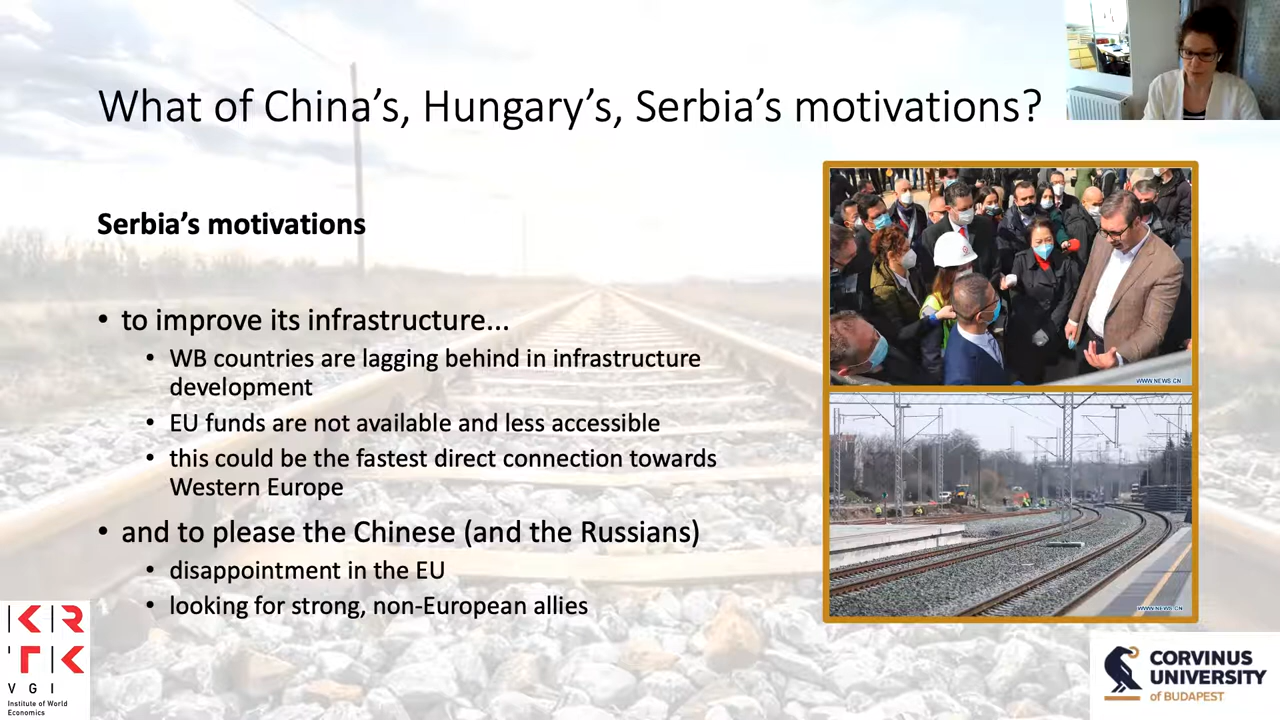 What of China's, Hungary's, Serbia's motivations?
Serbia's motivations
• to improve its infrastructure...
• WB countries are lagging behind in infrastructure
development
• EU funds are not available and less accessible
• this could be the fastest direct connection towards
Western Europe
• and to please the Chinese (and the Russians)
• disappointment in the EU
• looking for strong, non-European allies
WWW.NEWS.CN
WWW.NEWS.CN
KR
TK
VGI
Institute of World
Economics
CORVINUS
UNIVERSITY
of BUDAPEST